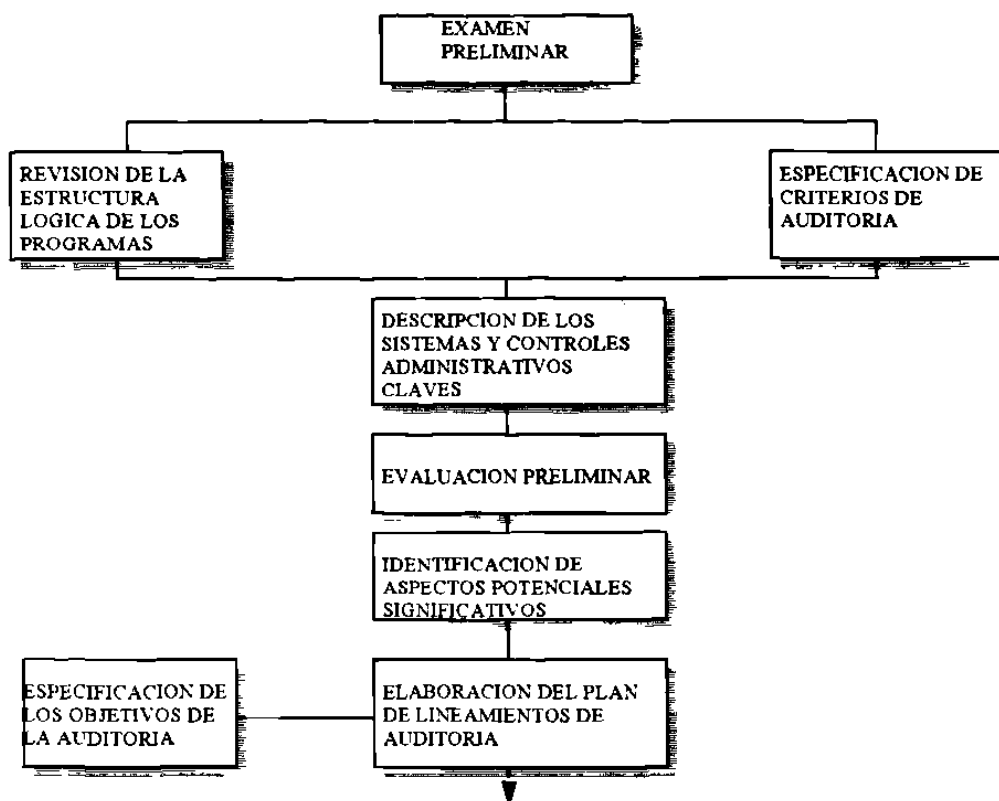 EXAMEN
PRELIMINAR
REVISION DE LA
ESTRUCTURA
LOGICA DE LOS
PROGRAMAS
ESPECIFICACION DE
CRITERIOS DE
AUDITORIA
DESCRIPCION DE LOS
SISTEMAS Y CONTROLES
ADMINISTRATIVOS
CLAVES
EVALUACION PRELIMINAR
IDENTIFICACION DE
ASPECTOS POTENCIALES
SIGNIFICATIVOS
ESPECIFICACION DE
LOS OBJETIVOS DE
LA AUDITORIA
ELABORACION DEL PLAN
DE LINEAMIENTOS DE
AUDITORIA